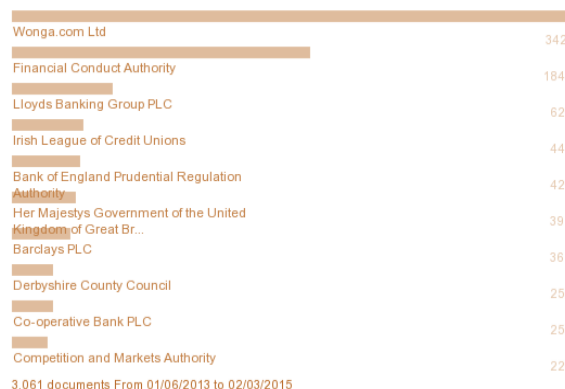 Wonga.com Ltd
342
Financial Conduct Authority
184
Lloyds Banking Group PLC
62
Irish League of Credit Unions
44
Bank of England Prudential Regulation
Authority
42
Her Majestys Government of the United
Kingdom of Great Br...
39
Barclays PLC
36
Derbyshire County Council
25
Co-operative Bank PLC
25
Competition and Markets Authority
22
3,061 documents From 01/06/2013 to 02/03/2015